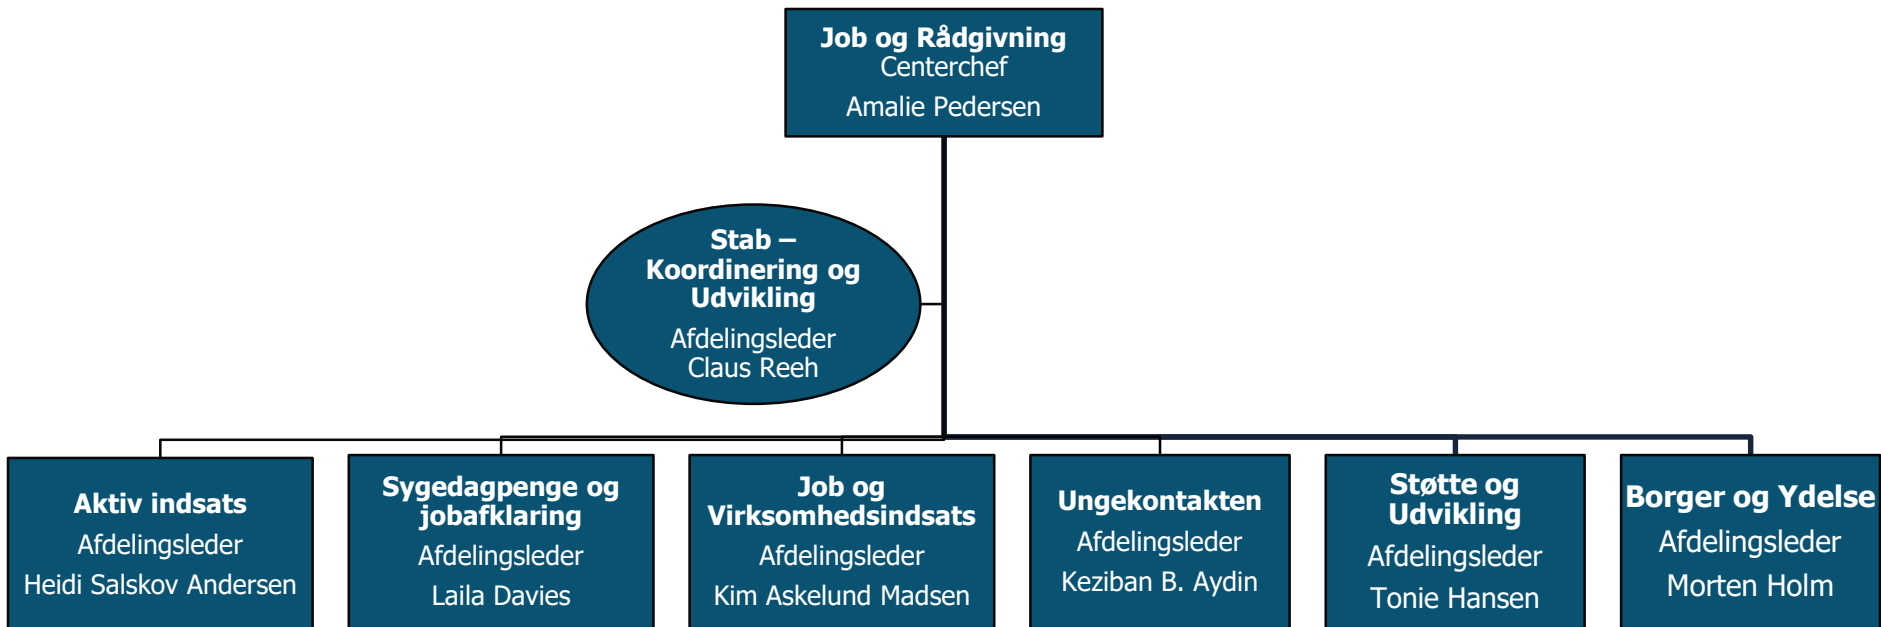 Job og Rådgivning
Centerchef
Amalie Pedersen
Stab –
Koordinering og
Udvikling
Afdelingsleder
Claus Reeh
Aktiv indsats
Afdelingsleder
Heidi Salskov Andersen
Sygedagpenge og
jobafklaring
Afdelingsleder
Laila Davies
Job og
Virksomhedsindsats
Afdelingsleder
Kim Askelund Madsen
Ungekontakten
Afdelingsleder
Keziban B. Aydin
Støtte og
Udvikling
Afdelingsleder
Tonie Hansen
Borger og Ydelse
Afdelingsleder
Morten Holm